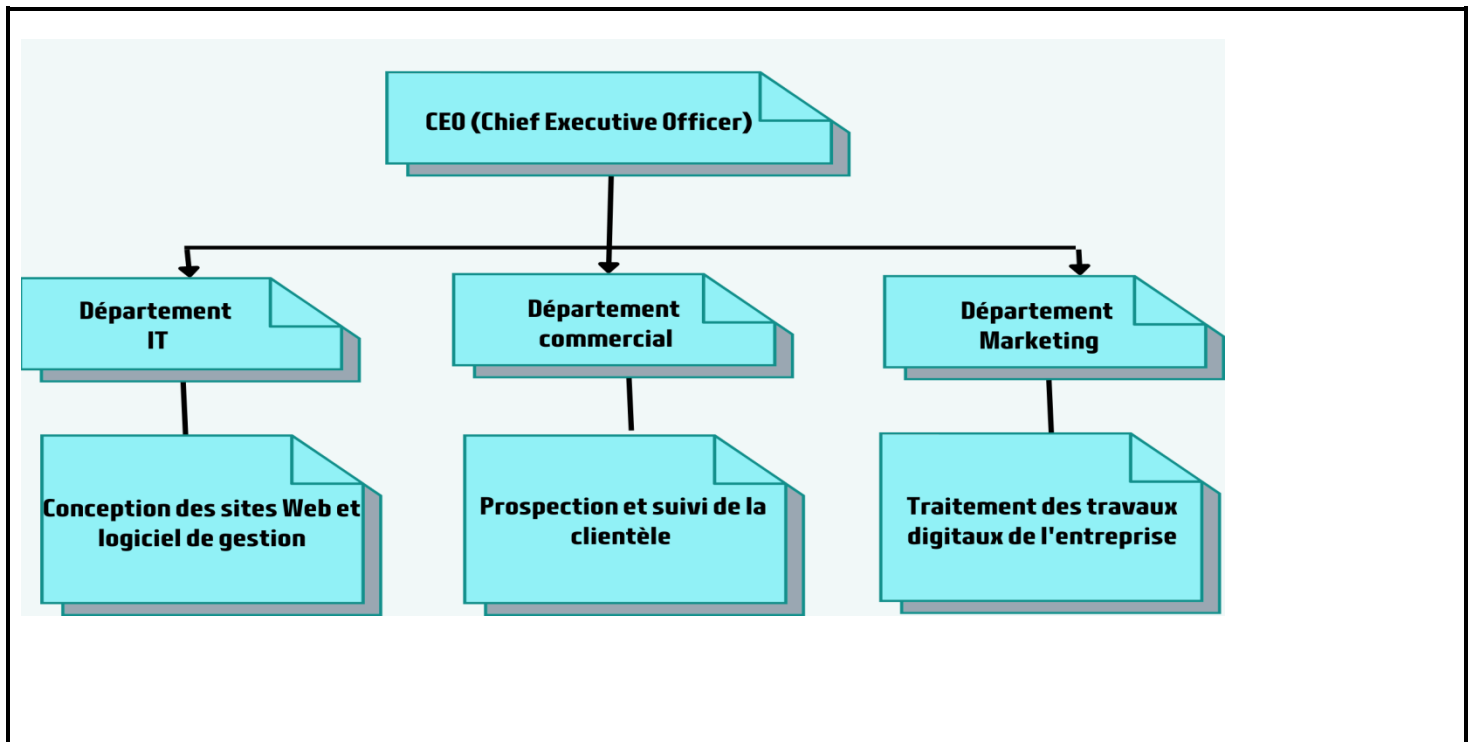 CEO (Chief Executive Officer)
Département
IT
Département
commercial
Département
Marketing
Conception des sites Web et
logiciel de gestion
Prospection et suivi de la
clientèle
Traitement des travaux
digitaux de l'entreprise